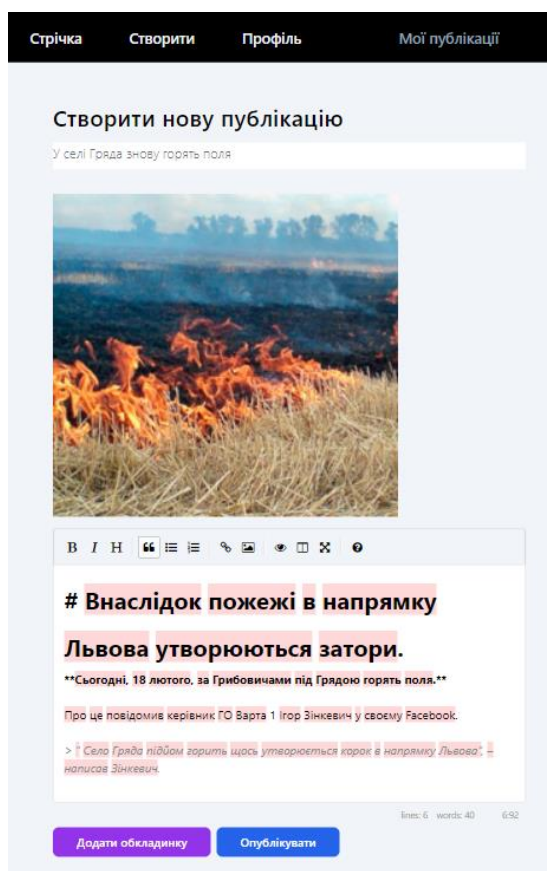 Стрічка Створити Профіль Мої публікації
Створити нову публікацію
У селі Гряда знову горять поля
B I H
# Внаслідок пожежі в напрямку
Львова утворюються затори.
**Сьогодні, 18 лютого, за Грибовичами під Грядою горять поля.**
Про це повідомив керівник ГО Варта 1 Ігор Зінкевич у своєму Facebook.
> " Село Гряда підйом горить щось утворюється корок в напрямку Львова", –
написав Зінкевич.
lines: 6 words: 40 6:92
Додати обкладинку Опублікувати